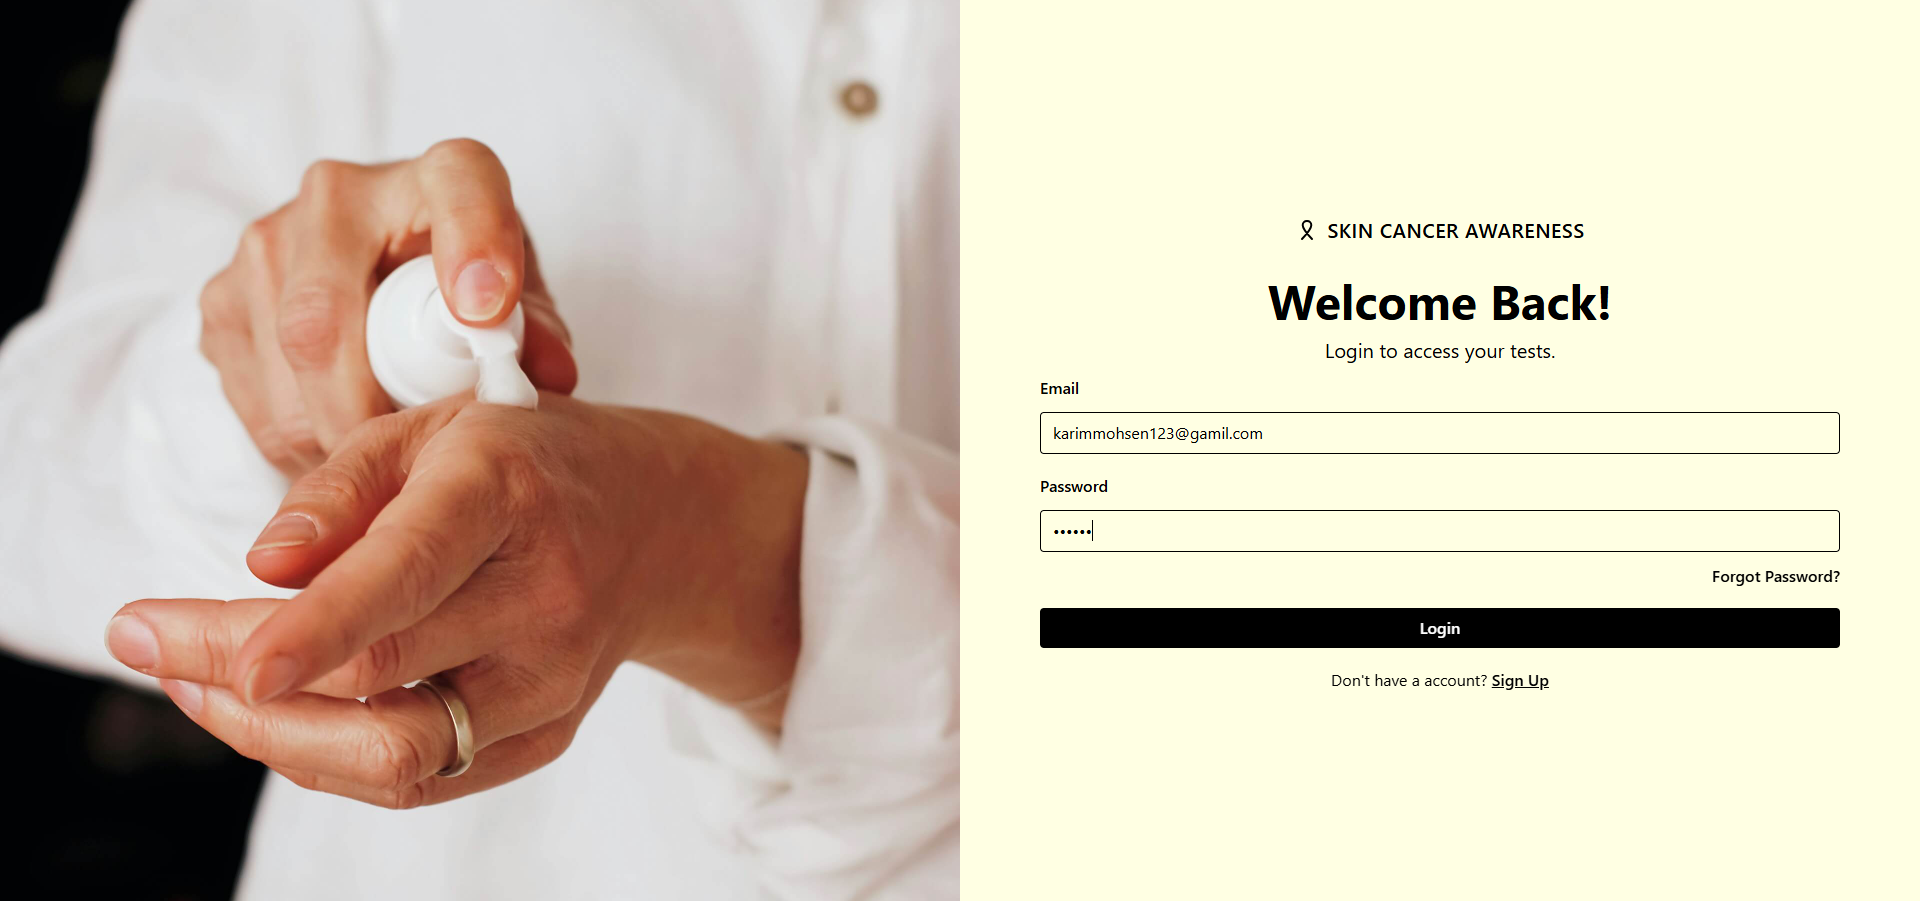 SKIN CANCER AWARENESS
Welcome Back!
Login to access your tests.
Email
karimmohsen123@gamil.com
Password
••••••
Forgot Password?
Login
Don't have a account? Sign Up